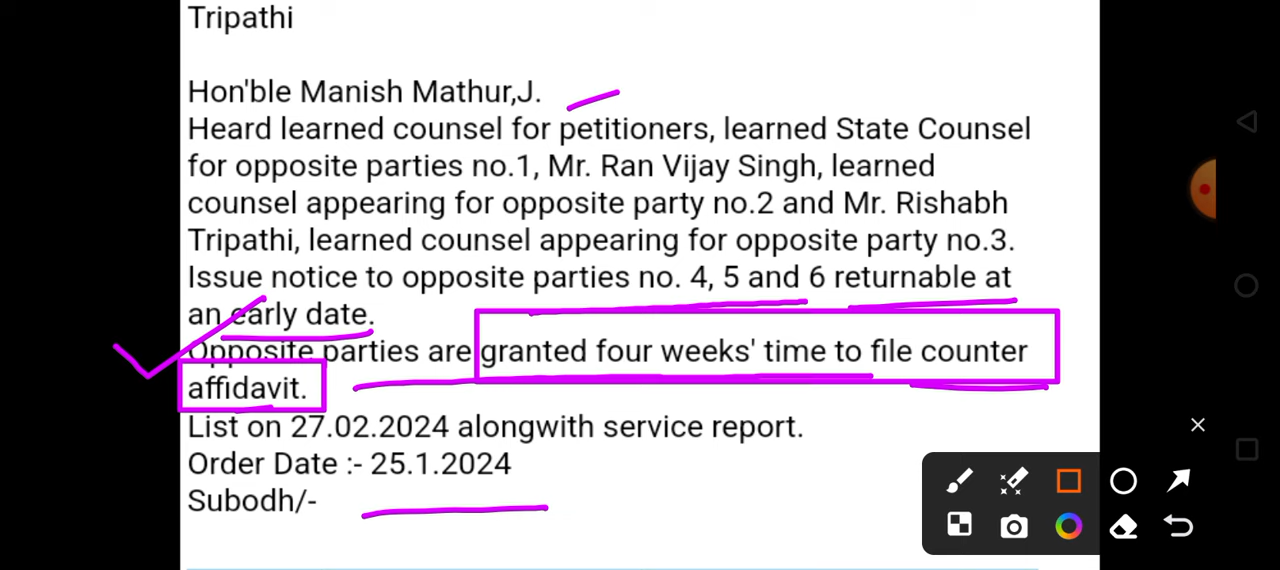 Tripathi
Hon'ble Manish Mathur,J.
Heard learned counsel for petitioners, learned State Counsel
for opposite parties no.1, Mr. Ran Vijay Singh, learned
counsel appearing for opposite party no.2 and Mr. Rishabh
Tripathi, learned counsel appearing for opposite party no.3.
Issue notice to opposite parties no. 4, 5 and 6 returnable at
an early date.
Opposite parties are granted four weeks' time to file counter
affidavit.
List on 27.02.2024 alongwith service report.
Order Date :- 25.1.2024
Subodh/-